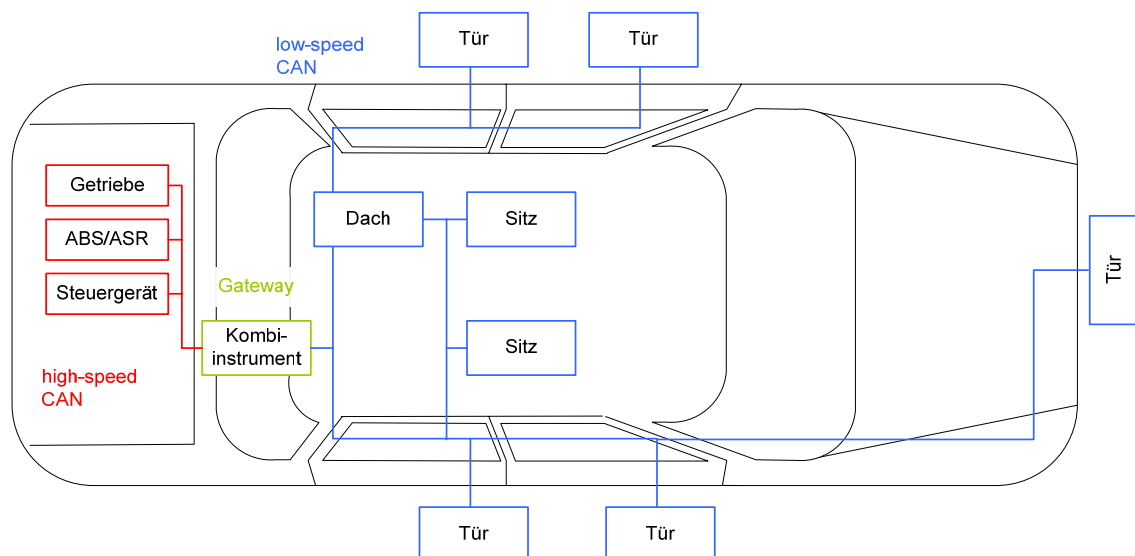 Tür
Tür
low-speed
CAN
Getriebe
Dach
Sitz
ABS/ASR
Tür
Gateway
Steuergerät
Kombi-
instrument
Sitz
high-speed
CAN
Tür
Tür